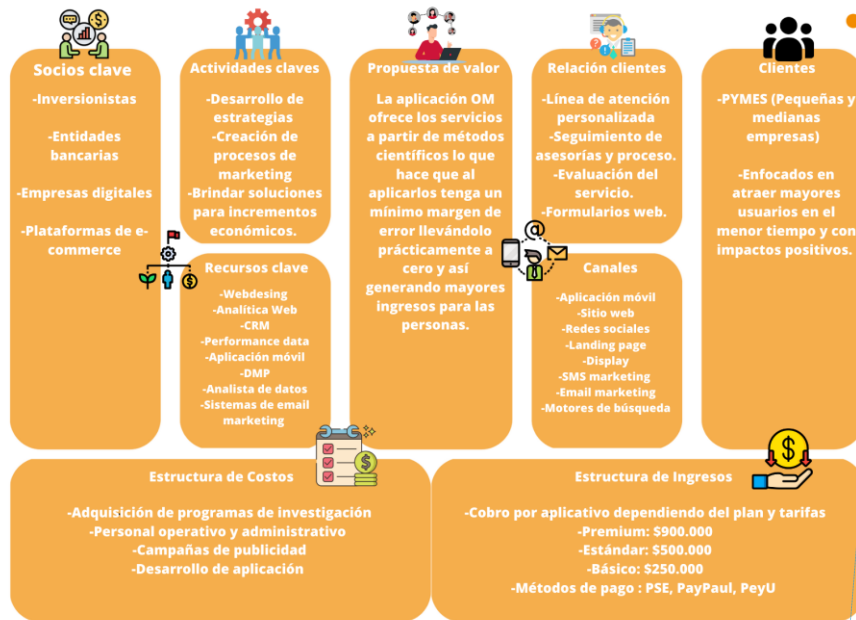 Socios clave
-Inversionistas
-Entidades
bancarias
-Empresas digitales
-Plataformas de e-
commerce
Actividades claves
-Desarrollo de
estrategias
-Creación de
procesos de
marketing
-Brindar soluciones
para incrementos
económicos.
Recursos clave
-Webdesing
-Analítica Web
-CRM
-Performance data
-Aplicación móvil
-DMP
-Analista de datos
-Sistemas de email
marketing
Propuesta de valor
La aplicación OM
ofrece los servicios
a partir de métodos
científicos lo que
hace que al
aplicarlos tenga un
mínimo margen de
error llevándolo
prácticamente a
cero y así
generando mayores
ingresos para las
personas.
Relación clientes
-Línea de atención
personalizada
-Seguimiento de
asesorías y proceso.
-Evaluación del
servicio.
-Formularios web.
Canales
-Aplicación móvil
-Sitio web
-Redes sociales
-Landing page
-Display
-SMS marketing
-Email marketing
-Motores de búsqueda
Clientes
-PYMES (Pequeñas y
medianas
empresas)
-Enfocados en
atraer mayores
usuarios en el
menor tiempo y con
impactos positivos.
Estructura de Costos
-Adquisición de programas de investigación
-Personal operativo y administrativo
-Campañas de publicidad
-Desarrollo de aplicación
Estructura de Ingresos
-Cobro por aplicativo dependiendo del plan y tarifas
-Premium: $900.000
-Estándar: $500.000
-Básico: $250.000
-Métodos de pago : PSE, PayPaul, PeyU